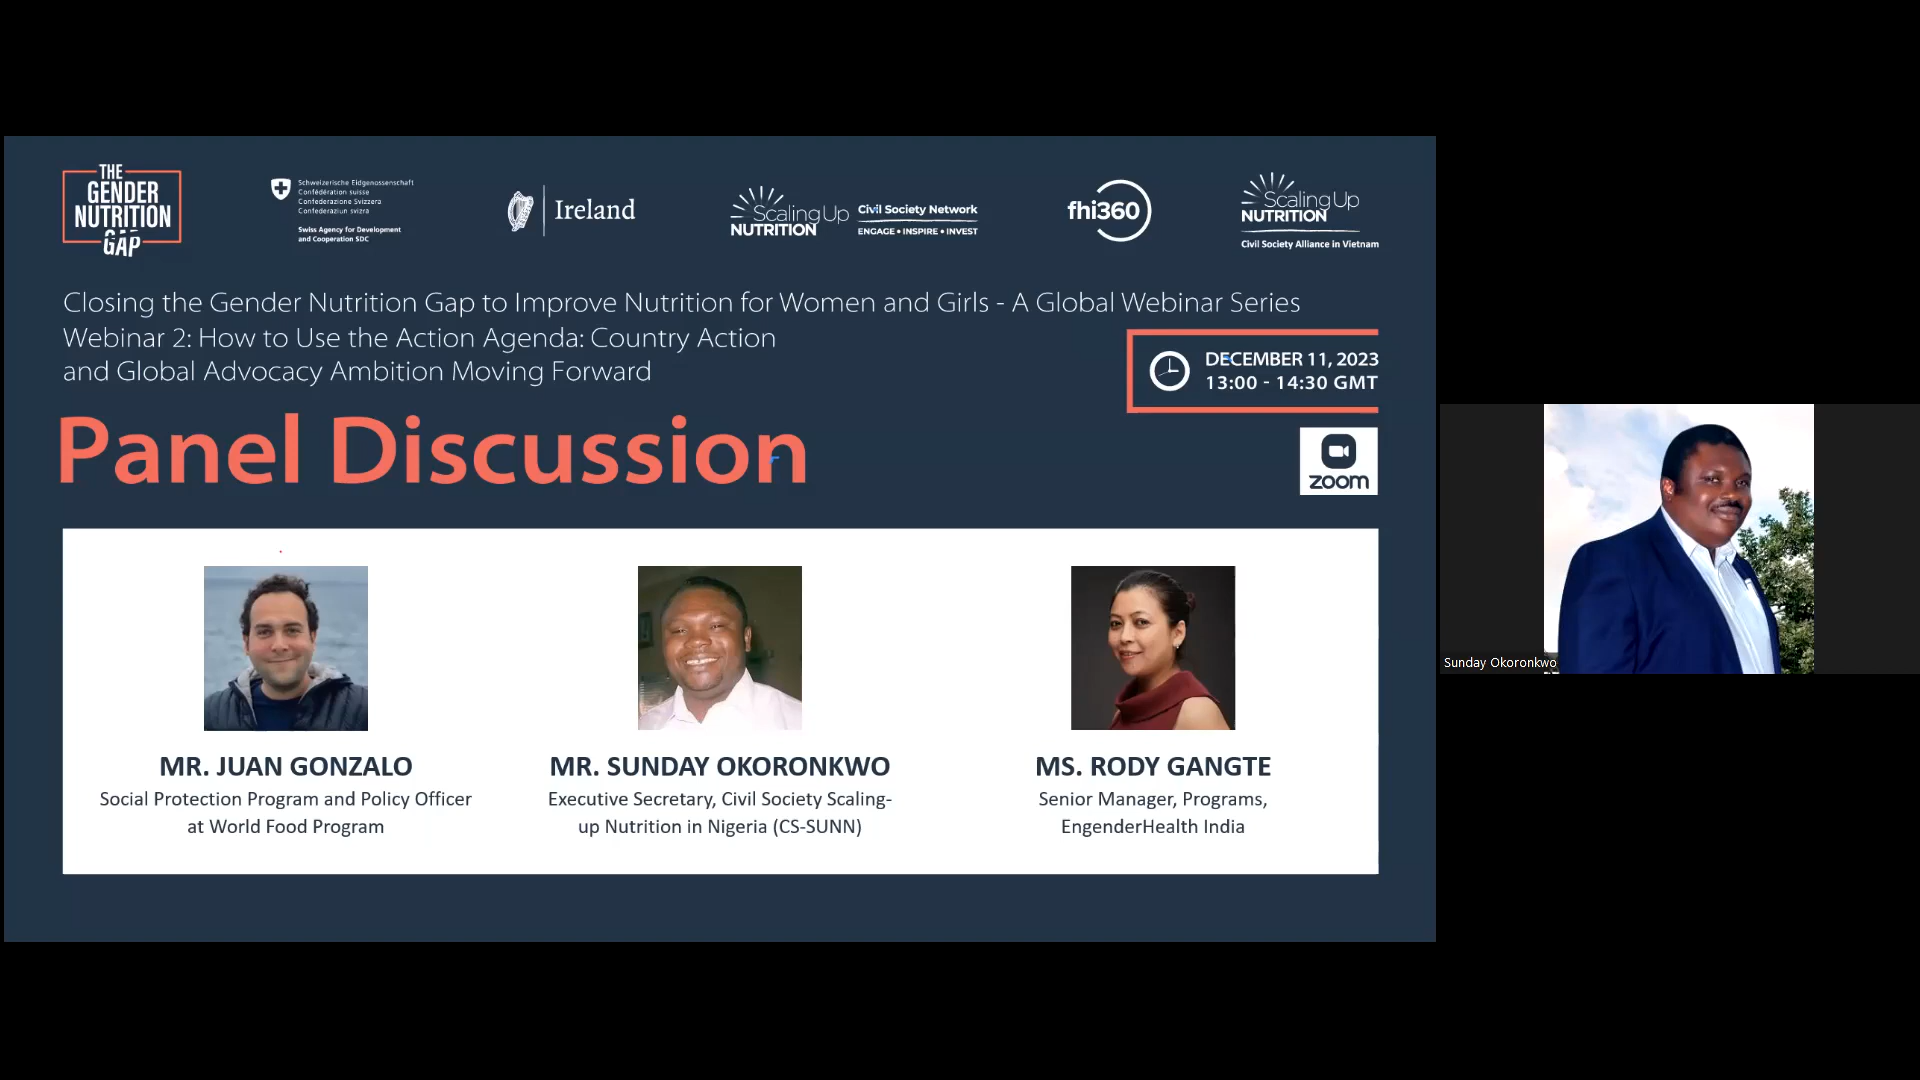 THE
GENDER
NUTRITION
GAP
Schweizerische Eidgenossenschaft
Confédération suisse
Confederazione Svizzera
Confederaziun svizra
Swiss Agency for Development
and Cooperation SDC
Ireland
Scaling Up
NUTRITION
Civil Society Network
ENGAGE • INSPIRE • INVEST
fhi360
Scaling Up
NUTRITION
Civil Society Alliance in Vietnam
Closing the Gender Nutrition Gap to Improve Nutrition for Women and Girls - A Global Webinar Series
Webinar 2: How to Use the Action Agenda: Country Action
and Global Advocacy Ambition Moving Forward
DECEMBER 11, 2023
13:00 - 14:30 GMT
Panel Discussion
zoom
MR. JUAN GONZALO
Social Protection Program and Policy Officer
at World Food Program
MR. SUNDAY OKORONKWO
Executive Secretary, Civil Society Scaling-
up Nutrition in Nigeria (CS-SUNN)
MS. RODY GANGTE
Senior Manager, Programs,
EngenderHealth India
Sunday Okoronkwo